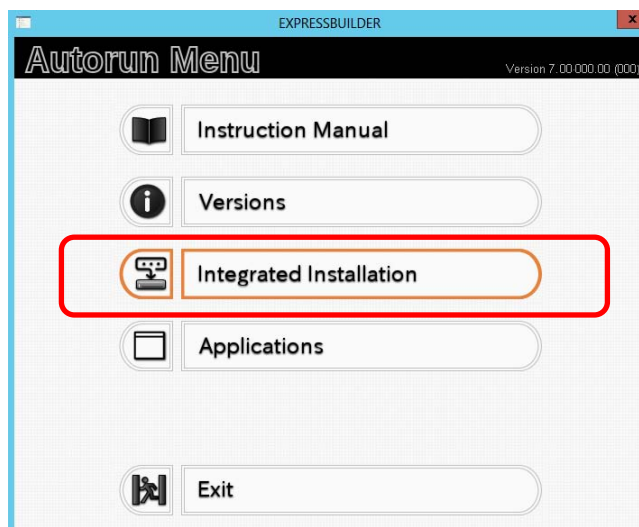 EXPRESSBUILDER
x
Autorun Menu
Version 7.00-000.00 (000)
Instruction Manual
Versions
Integrated Installation
Applications
Exit